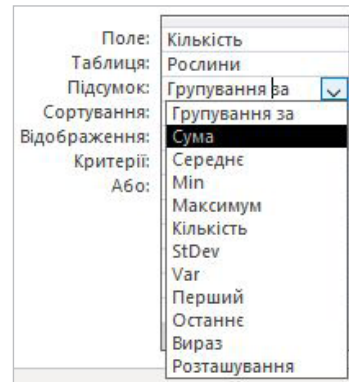 Поле: Кількість
Таблиця: Рослини
Підсумок: Групування за
Сортування: Групування за
Відображення: Сума
Критерії: Середнє
Або: Min
Максимум
Кількість
StDev
Var
Перший
Останнє
Вираз
Розташування